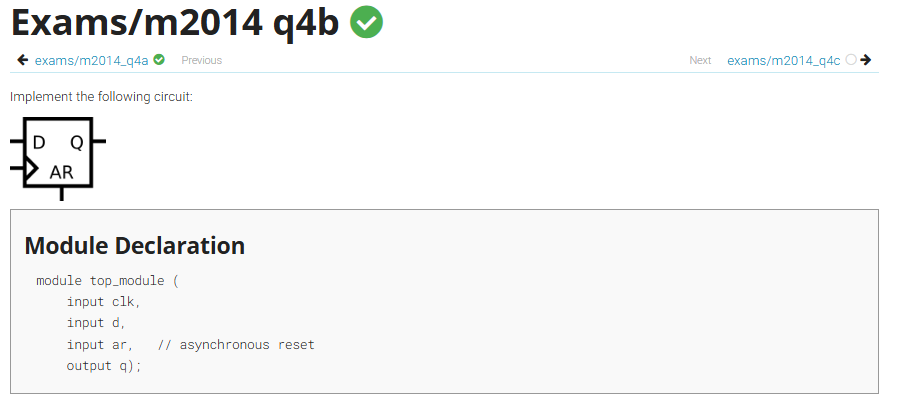 Exams/m2014 q4b
exams/m2014_q4a Previous
Next exams/m2014_q4c
Implement the following circuit:
D Q
AR
Module Declaration
module top_module (
input clk,
input d,
input ar, // asynchronous reset
output q);